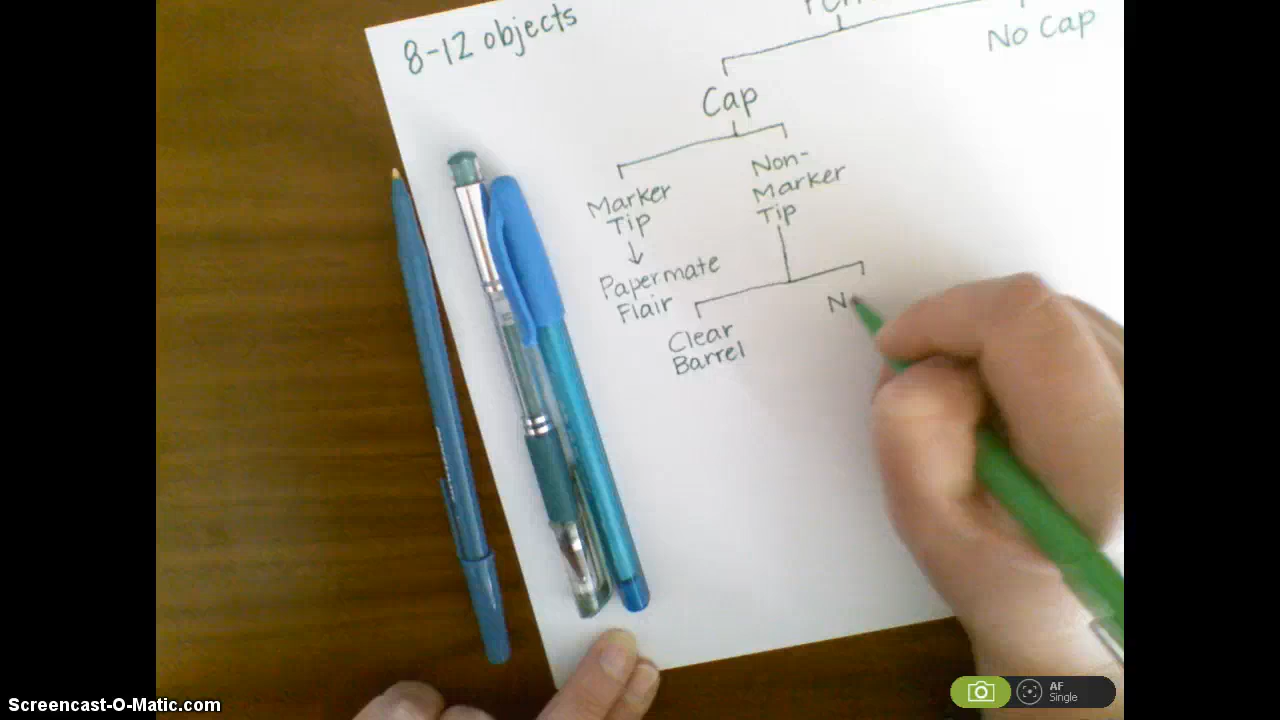 8-12 objects
No Cap
Cap
Non-
Marker
Tip
Marker
Tip
Papermate
Flair
Clear
Barrel
N
AF
Single
Screencast-O-Matic.com